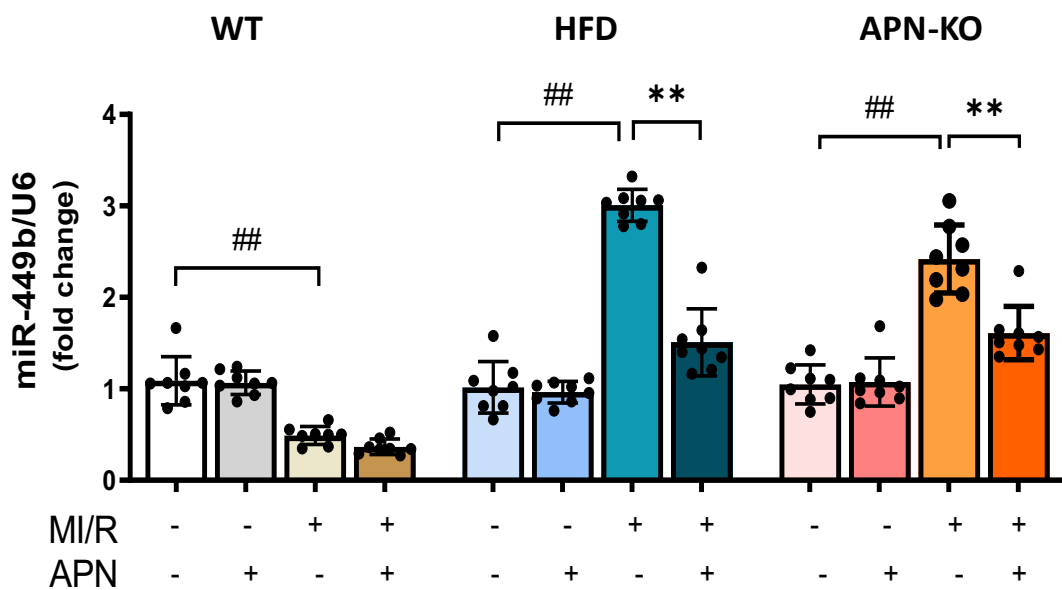 WT HFD APN-KO
## ** ## **
##
miR-449b/U6
(fold change)
4
3
2
1
0
MI/R - - + + - - + + - - + +
APN - + - + - + - + - + - +